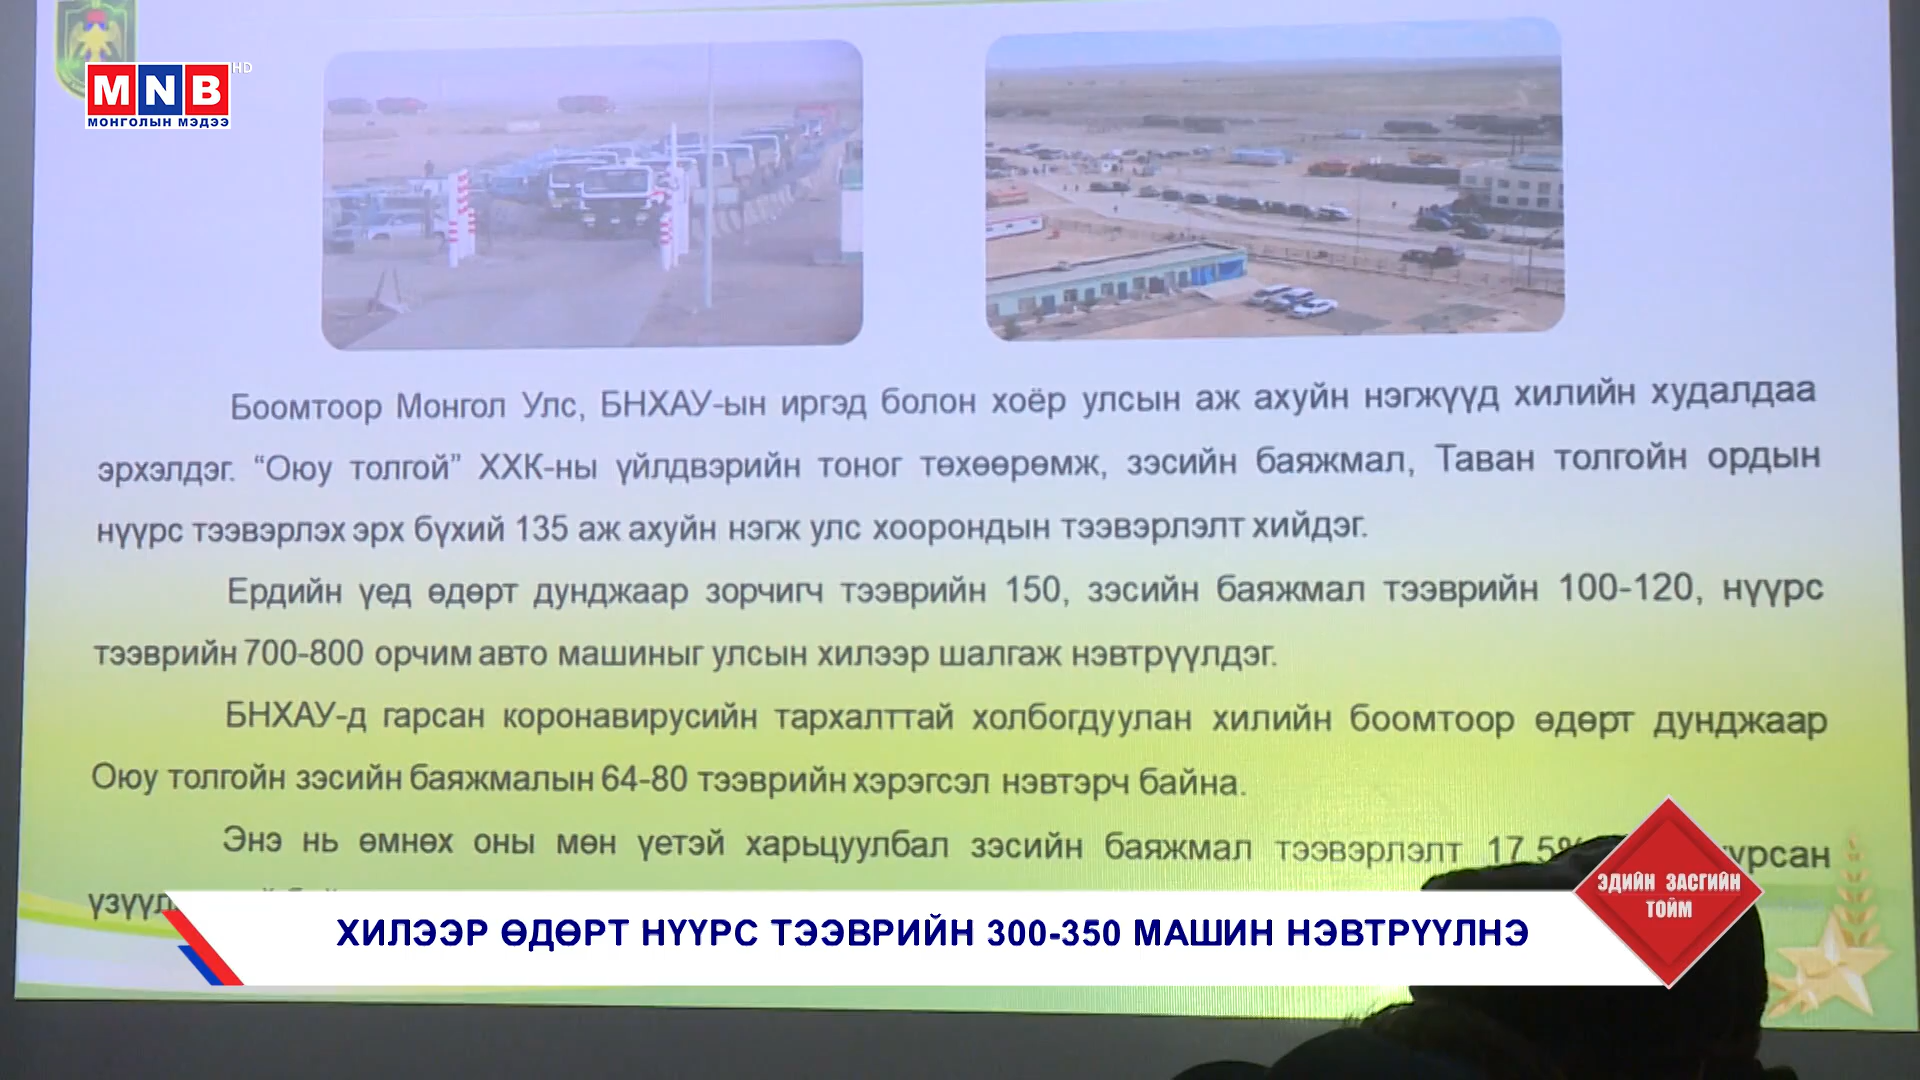 HD
MNB
МОНГОЛЫН МЭДЭЭ
Боомтоор Монгол Улс, БНХАУ-ын иргэд болон хоёр улсын аж ахуйн нэгжүүд хилийн худалдаа
эрхэлдэг. “Оюу толгой” ХХК-ны үйлдвэрийн тоног төхөөрөмж, зэсийн баяжмал, Таван толгойн ордын
нүүрс тээвэрлэх эрх бүхий 135 аж ахуйн нэгж улс хоорондын тээвэрлэлт хийдэг.
Ердийн үед өдөрт дунджаар зорчигч тээврийн 150, зэсийн баяжмал тээврийн 100-120, нүүрс
тээврийн 700-800 орчим авто машиныг улсын хилээр шалгаж нэвтрүүлдэг.
БНХАУ-д гарсан коронавирусийн тархалттай холбогдуулан хилийн боомтоор өдөрт дунджаар
Оюу толгойн зэсийн баяжмалын 64-80 тээврийн хэрэгсэл нэвтэрч байна.
Энэ нь өмнөх оны мөн үетэй харьцуулбал зэсийн баяжмал тээвэрлэлт 17.5%
ЭДИЙН ЗАСГИЙН
ТОЙМ
ХИЛЭЭР ӨДӨРТ НҮҮРС ТЭЭВРИЙН 300-350 МАШИН НЭВТРҮҮЛНЭ